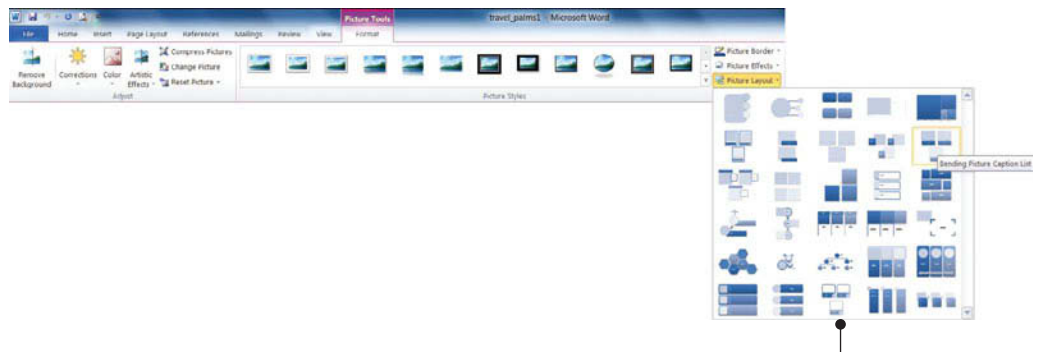 Picture Tools travel_palms1 - Microsoft Word
File Home Insert Page Layout References Mailings Review View Format
Remove Background
Corrections
Color
Artistic Effects
Compress Pictures
Change Picture
Reset Picture
Picture Border
Picture Effects
Picture Layout
Adjust Picture Styles
Sending Picture Caption List